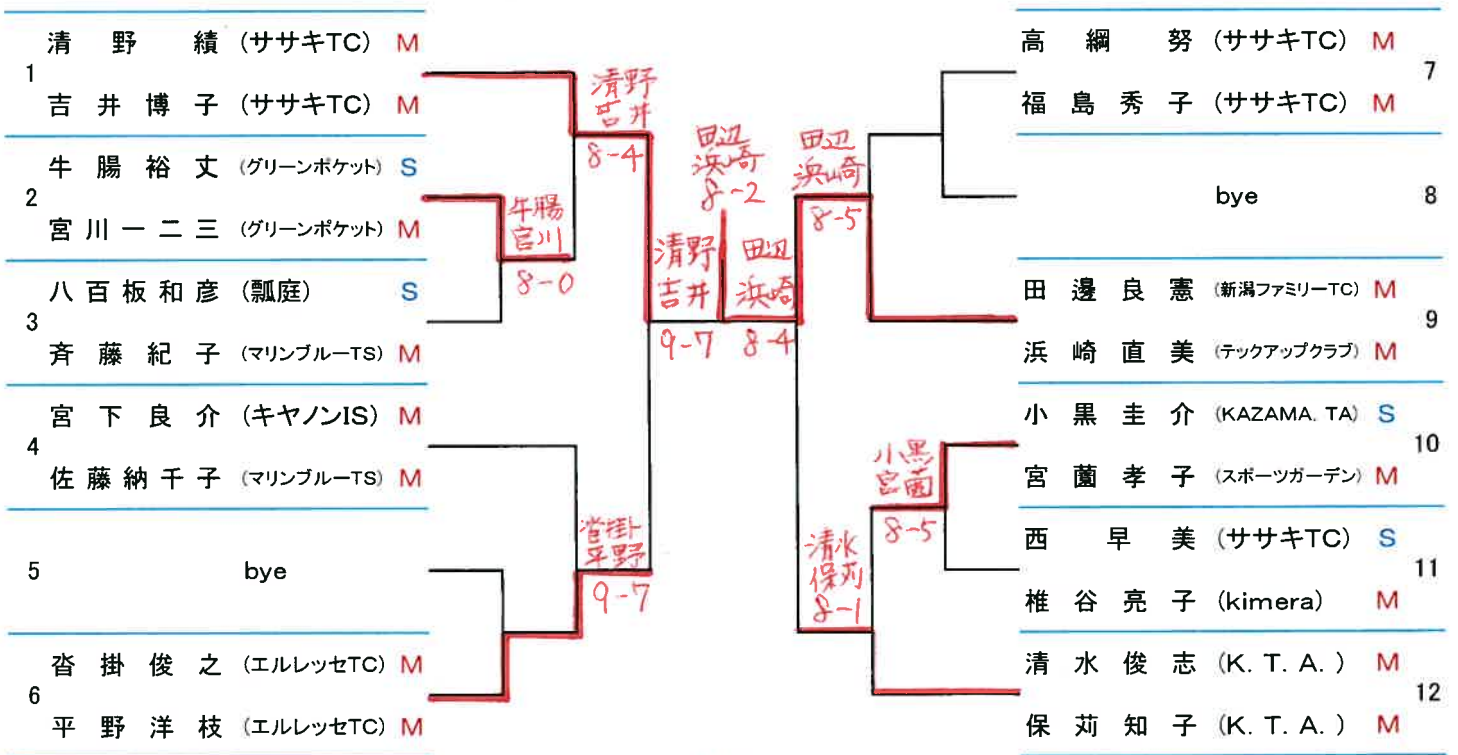 1
清野 績 (ササキTC) M
吉井博子 (ササキTC) M
2
牛腸裕丈 (グリーンポケット) S
宮川一二三 (グリーンポケット) M
3
八百板和彦 (瓢庭) S
斉藤紀子 (マリンブルーTS) M
4
宮下良介 (キヤノンIS) M
佐藤納千子 (マリンブルーTS) M
5
bye
6
沓掛俊之 (エルレッセTC) M
平野洋枝 (エルレッセTC) M
牛腸
宮川
8-0
清野
吉井
8-4
沓掛
平野
9-7
清野
吉井
9-7
田辺
浜崎
8-2
田辺
浜崎
8-4
田辺
浜崎
8-5
清水
保苅
8-1
小黒
宮薗
8-5
高綱 努 (ササキTC) M
福島秀子 (ササキTC) M
7
bye
8
田邊良憲 (新潟ファミリーTC) M
浜崎直美 (テックアップクラブ) M
9
小黒圭介 (KAZAMA. TA) S
宮薗孝子 (スポーツガーデン) M
10
西 早美 (ササキTC) S
椎谷亮子 (kimera) M
11
清水俊志 (K. T. A. ) M
保苅知子 (K. T. A. ) M
12